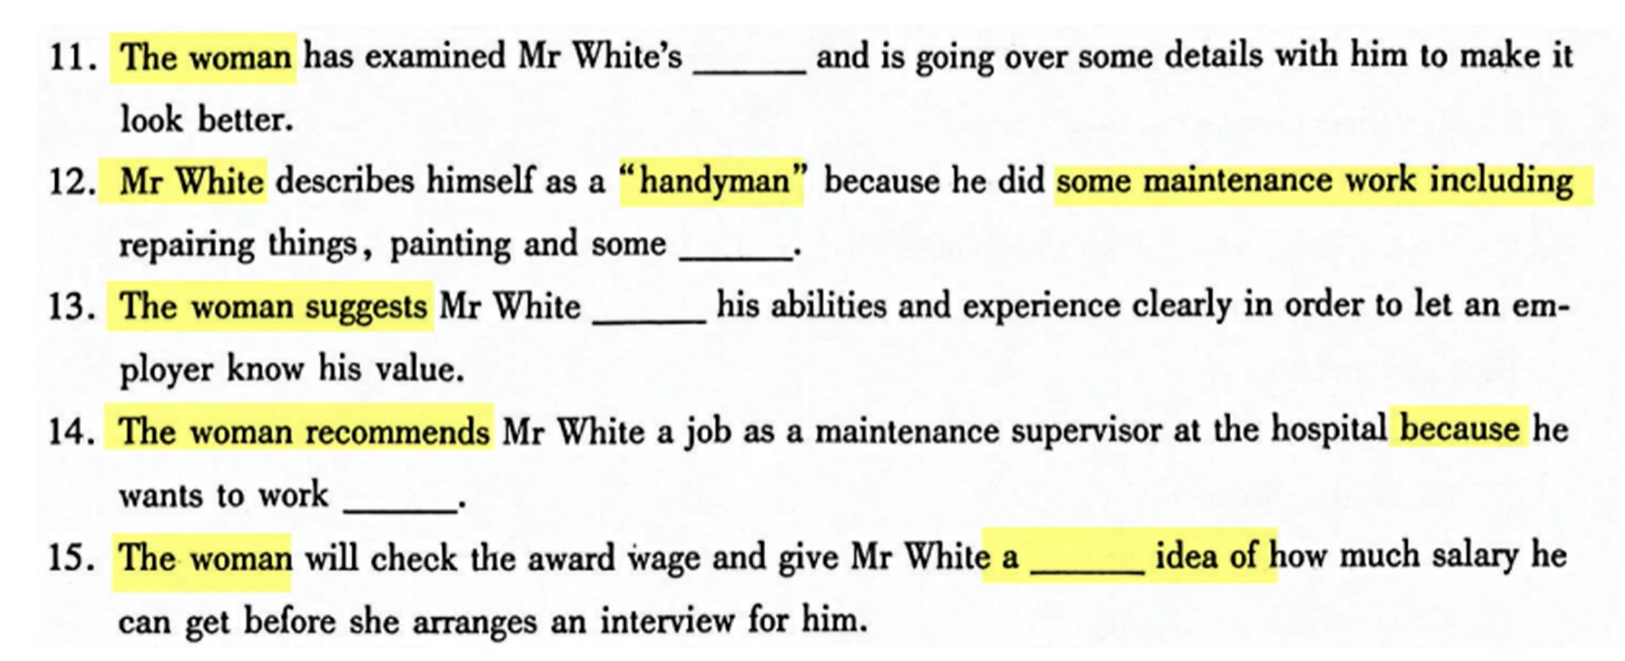 11. The woman has examined Mr White's ______ and is going over some details with him to make it
look better.
12. Mr White describes himself as a “handyman” because he did some maintenance work including
repairing things, painting and some ______.
13. The woman suggests Mr White ______ his abilities and experience clearly in order to let an em-
ployer know his value.
14. The woman recommends Mr White a job as a maintenance supervisor at the hospital because he
wants to work ______.
15. The woman will check the award wage and give Mr White a ______ idea of how much salary he
can get before she arranges an interview for him.